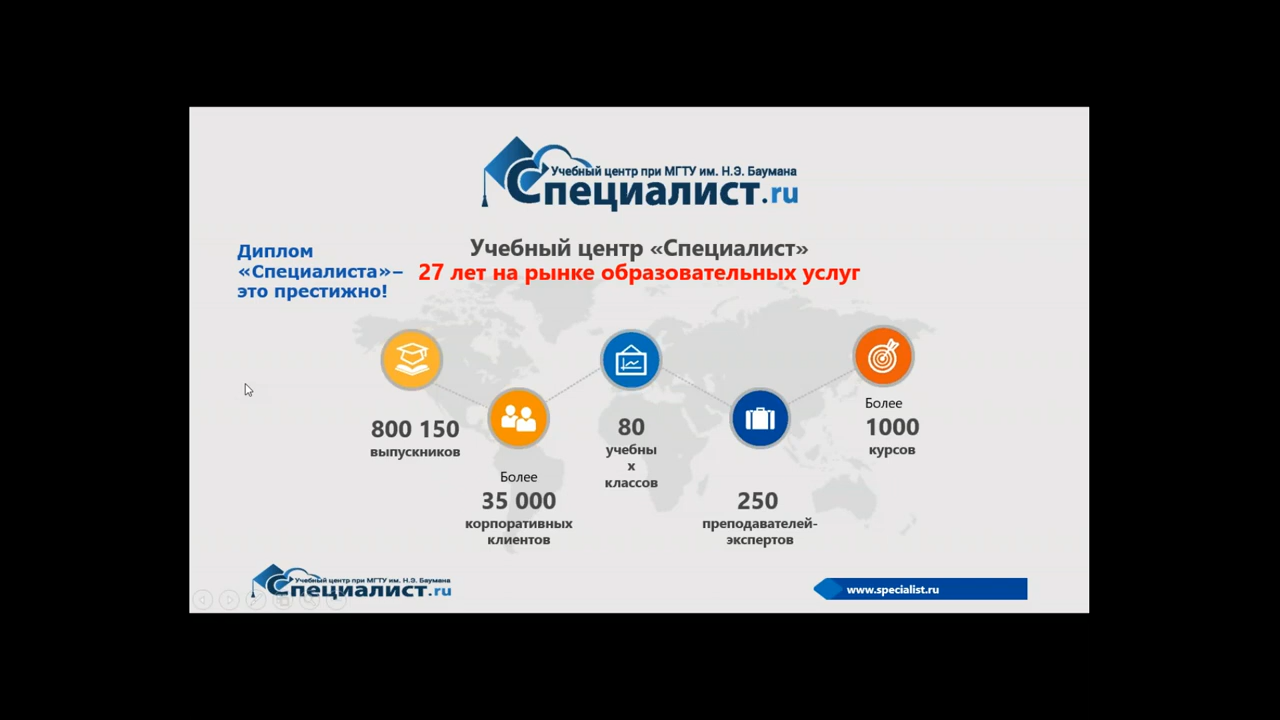 Учебный центр при МГТУ им. Н.Э. Баумана
Специалист.ru
Диплом
«Специалиста»–
это престижно!
Учебный центр «Специалист»
27 лет на рынке образовательных услуг
800 150
выпускников
Более
35 000
корпоративных
клиентов
80
учебны
х
классов
250
преподавателей-
экспертов
Более
1000
курсов
Учебный центр при МГТУ им. Н.Э. Баумана
Специалист.ru
www.specialist.ru